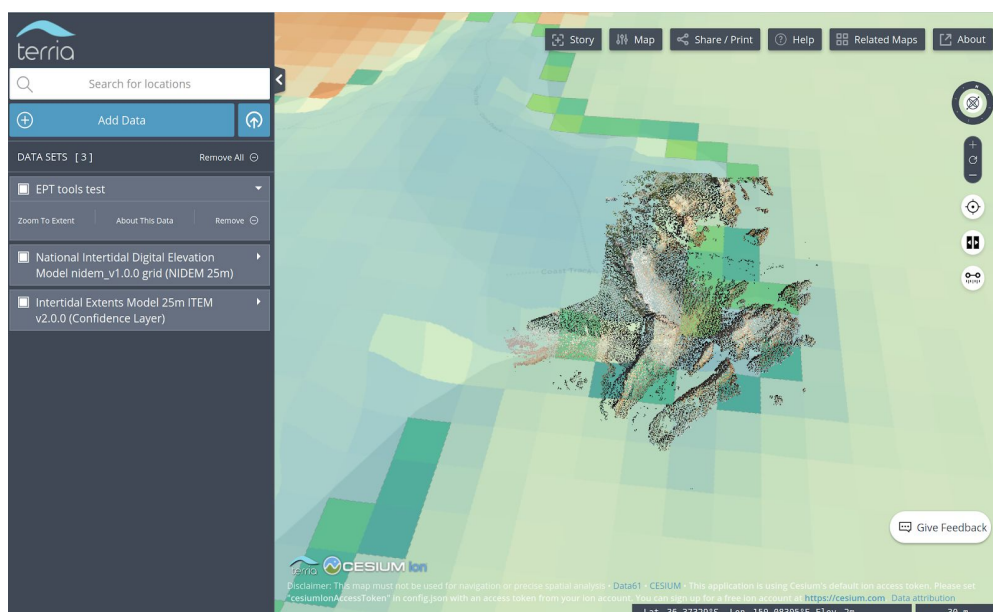 terria
Search for locations
Add Data
DATA SETS [ 3 ]
Remove All
EPT tools test
Zoom To Extent
About This Data
Remove
National Intertidal Digital Elevation
Model nidem_v1.0.0 grid (NIDEM 25m)
Intertidal Extents Model 25m ITEM
v2.0.0 (Confidence Layer)
Story
Map
Share / Print
Help
Related Maps
About
Give Feedback
terria
CESIUM ion
Disclaimer: This map must not be used for navigation or precise spatial analysis • Data61 • CESIUM • This application is using Cesium's default ion access token. Please set
"cesiumIonAccessToken" in config.json with an access token from your ion account. You can sign up for a free ion account at https://cesium.com Data attribution